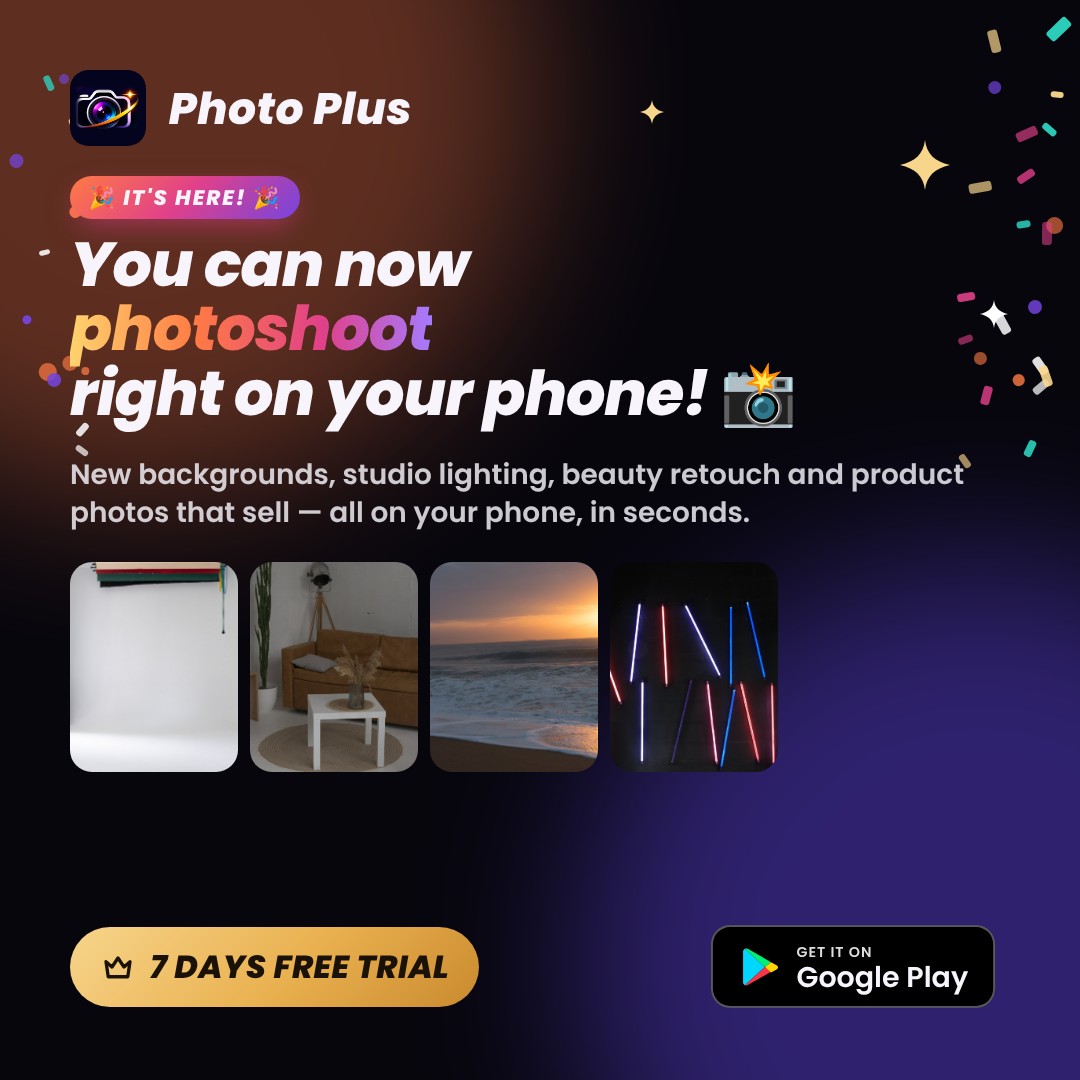 Photo Plus
🎉 IT'S HERE! 🎉
You can now
photoshoot
right on your phone! 📸
New backgrounds, studio lighting, beauty retouch and product
photos that sell — all on your phone, in seconds.
7 DAYS FREE TRIAL
GET IT ON
Google Play